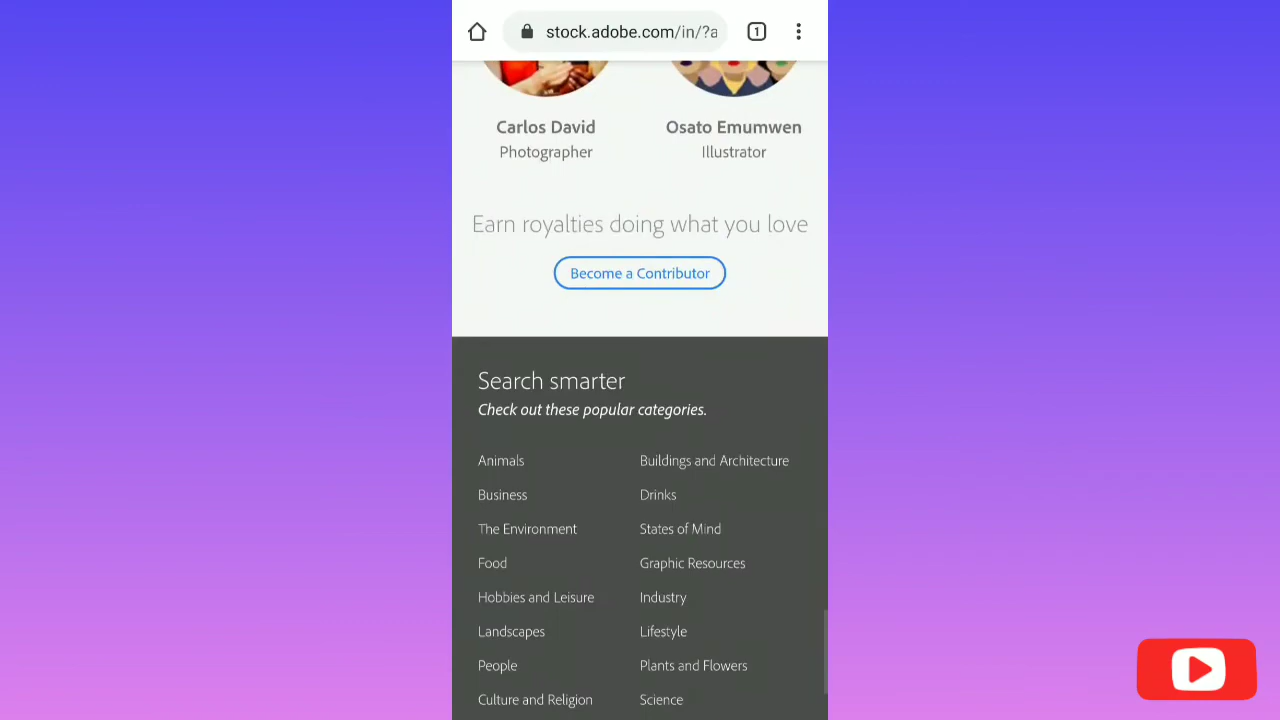 stock.adobe.com/in/?a
1
Carlos David
Osato Emumwen
Photographer
Illustrator
Earn royalties doing what you love
Become a Contributor
Search smarter
Check out these popular categories.
Animals
Buildings and Architecture
Business
Drinks
The Environment
States of Mind
Food
Graphic Resources
Hobbies and Leisure
Industry
Landscapes
Lifestyle
People
Plants and Flowers
Culture and Religion
Science